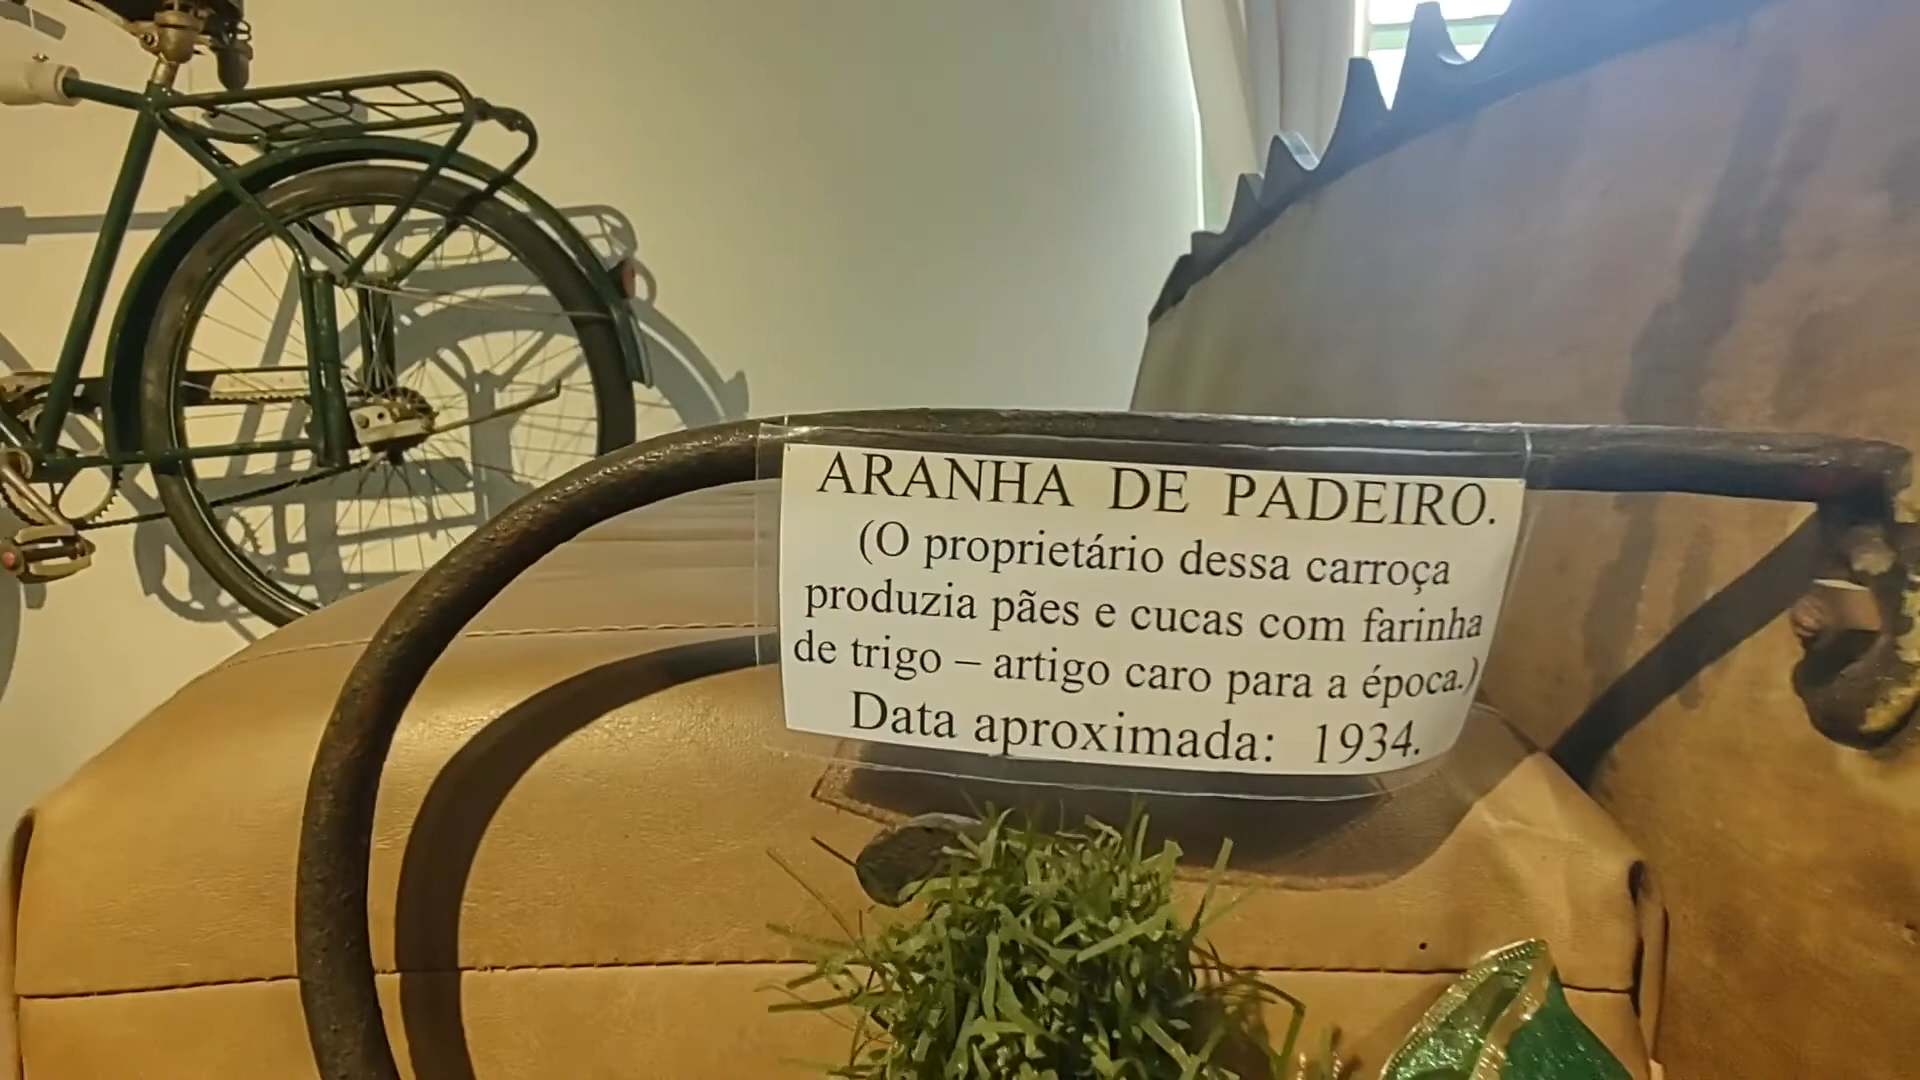 ARANHA DE PADEIRO.
(O proprietário dessa carroça
produzia pães e cucas com farinha
de trigo – artigo caro para a época.)
Data aproximada: 1934.